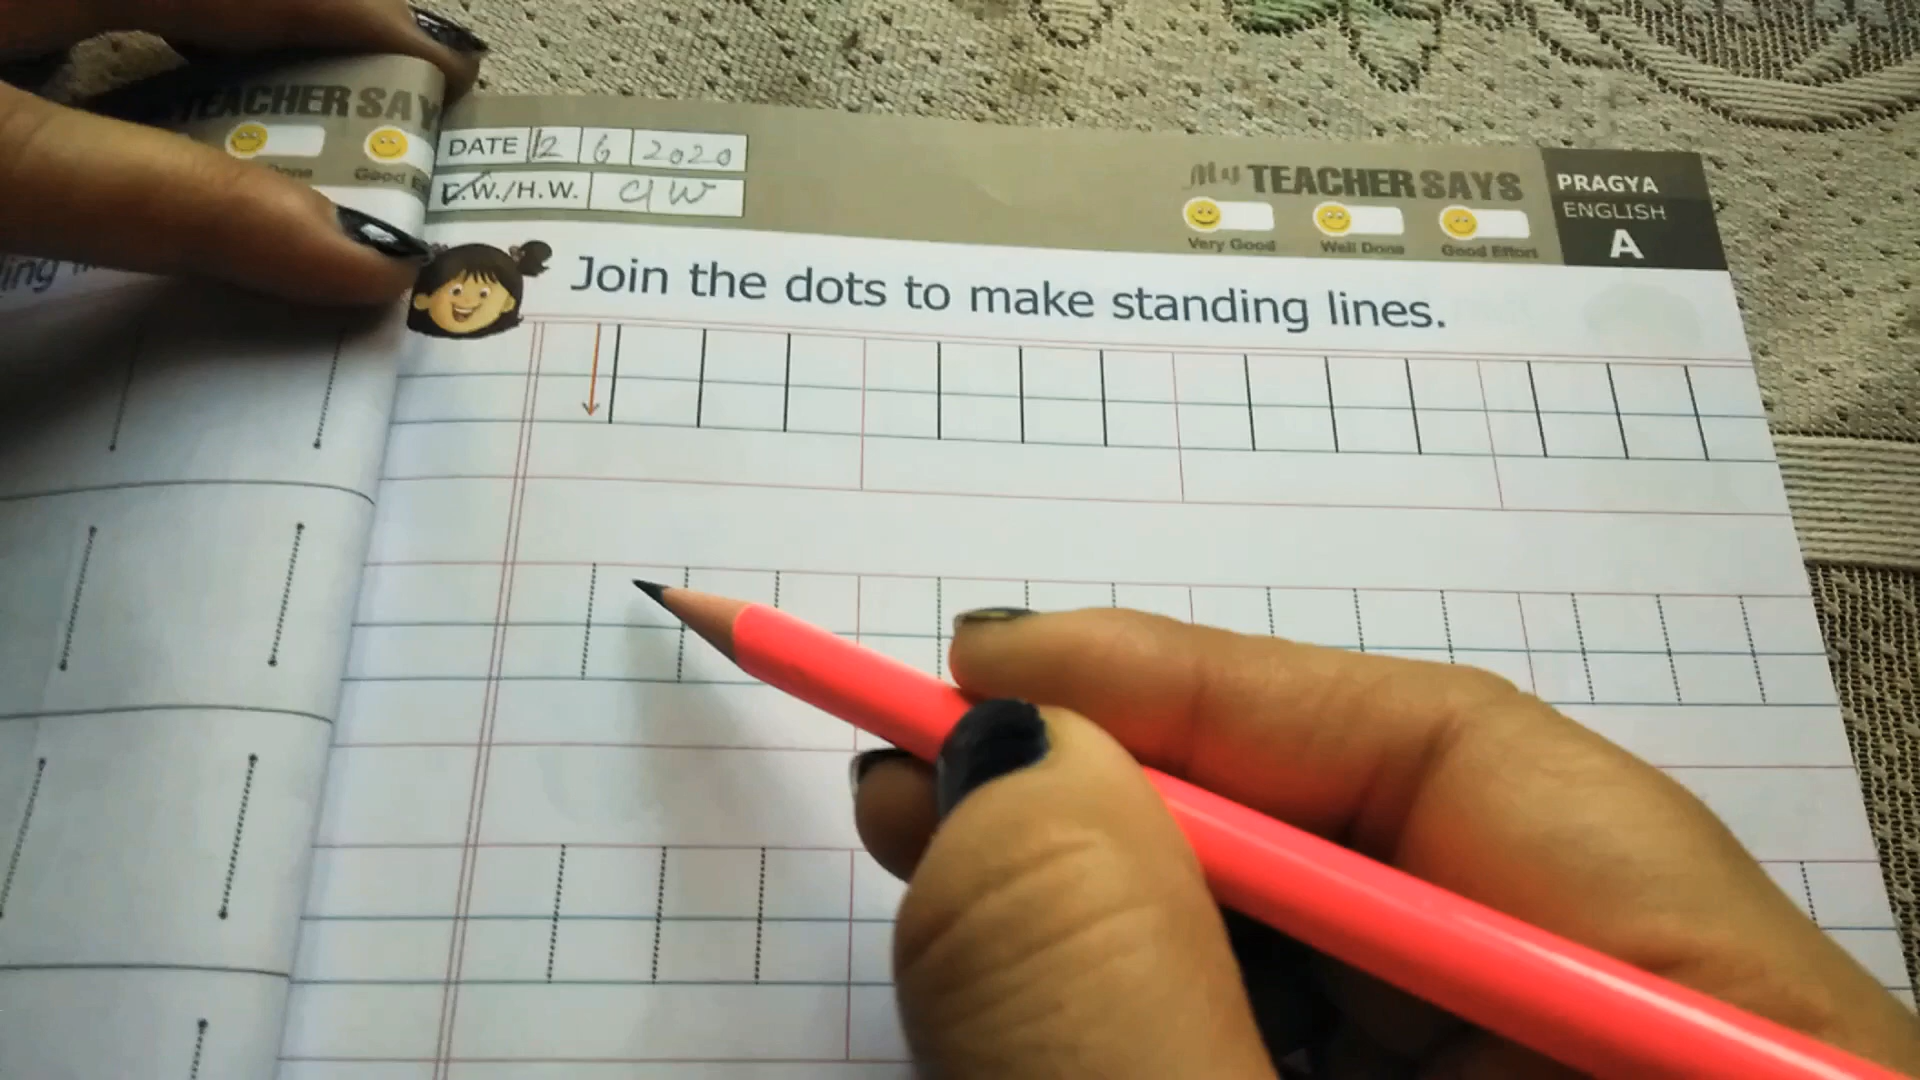 TEACHER SAY
Good
DATE 12 6 2020
C.W./H.W. C/W
My TEACHER SAYS
Very Good Well Done Good Effort
PRAGYA
ENGLISH
A
Join the dots to make standing lines.